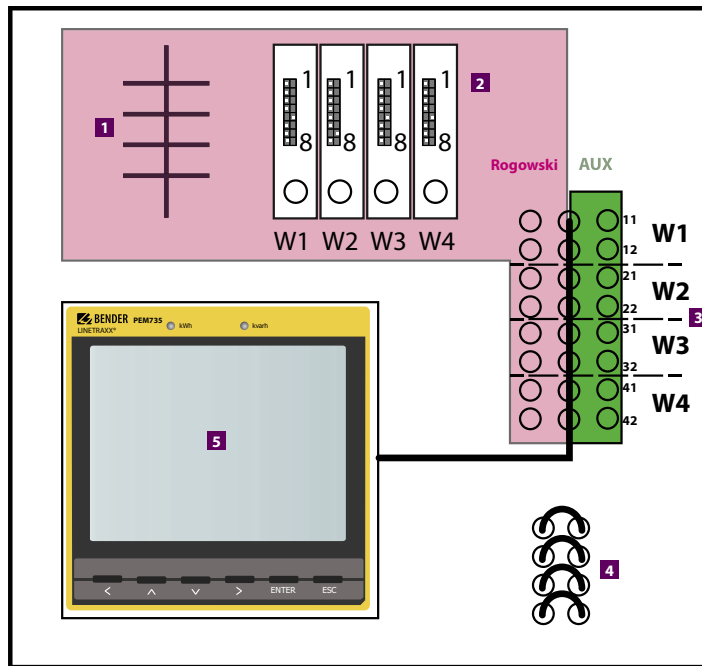 1
2
1 1 1 1
8 8 8 8
W1 W2 W3 W4
Rogowski AUX
11
W1
12
21
W2
22
3
31
W3
32
41
W4
42
BENDER PEM735
LINETRAXX®
kWh
kvarh
5
ENTER
ESC
4